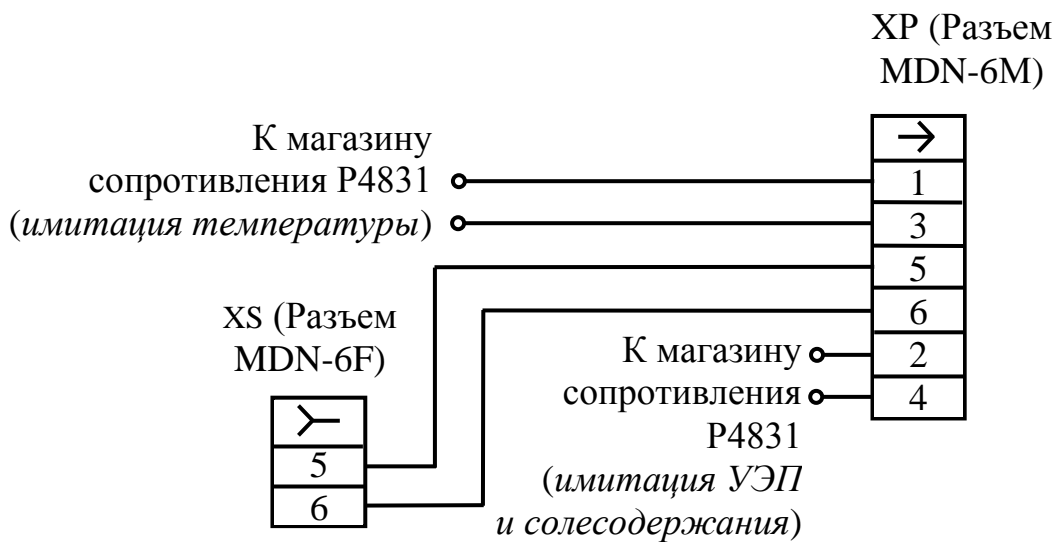 XP (Разъем
MDN-6M)
К магазину
сопротивления Р4831
(имитация температуры)
1
3
5
6
2
4
XS (Разъем
MDN-6F)
5
6
К магазину
сопротивления
Р4831
(имитация УЭП
и солесодержания)